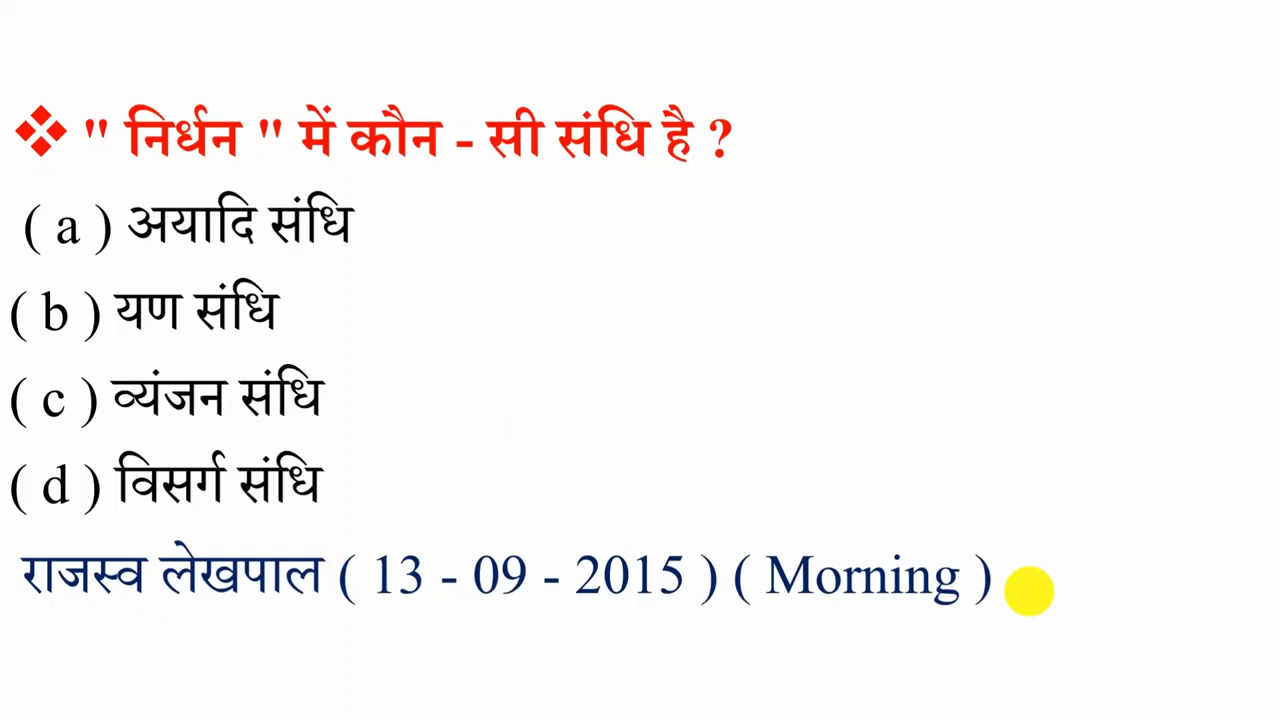 ❖ " निर्धन " में कौन - सी संधि है ?
( a ) अयादि संधि
( b ) यण संधि
( c ) व्यंजन संधि
( d ) विसर्ग संधि
राजस्व लेखपाल ( 13 - 09 - 2015 ) ( Morning )